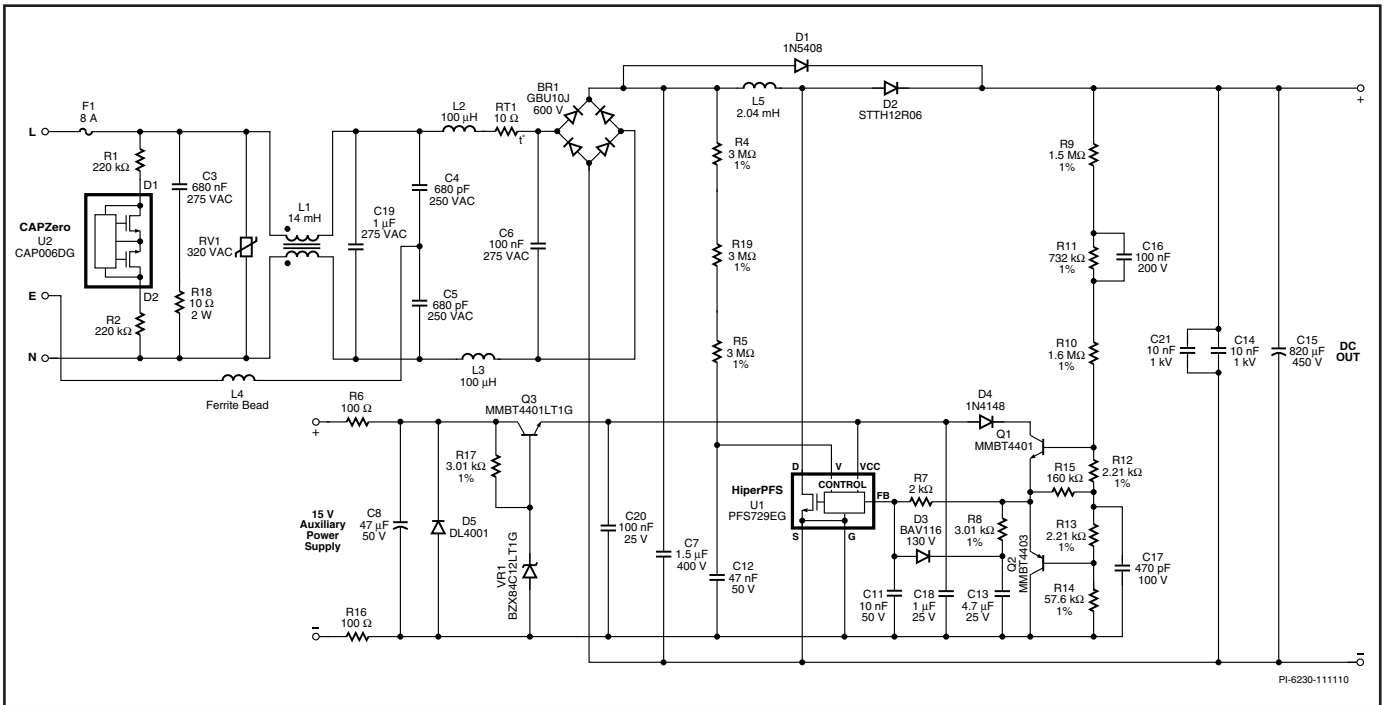 D1
1N5408
L5
2.04 mH
D2
STTH12R06
+
BR1
GBU10J
600 V
F1
8 A
L
L2
100 µH
RT1
10 Ω
t°
R1
220 kΩ
D1
C3
680 nF
275 VAC
CAPZero
U2
CAP006DG
RV1
320 VAC
L1
14 mH
C19
1 µF
275 VAC
C4
680 pF
250 VAC
C6
100 nF
275 VAC
R4
3 MΩ
1%
R9
1.5 MΩ
1%
R19
3 MΩ
1%
R11
732 kΩ
1%
C16
100 nF
200 V
D2
E
R18
10 Ω
2 W
R2
220 kΩ
C5
680 pF
250 VAC
N
L3
100 µH
L4
Ferrite Bead
R5
3 MΩ
1%
R10
1.6 MΩ
1%
C21
10 nF
1 kV
C14
10 nF
1 kV
C15
820 µF
450 V
DC
OUT
R6
100 Ω
+
Q3
MMBT4401LT1G
D4
1N4148
Q1
MMBT4401
R17
3.01 kΩ
1%
15 V
Auxiliary
Power
Supply
C8
47 µF
50 V
D5
DL4001
VR1
BZX84C12LT1G
C20
100 nF
25 V
C7
1.5 µF
400 V
C12
47 nF
50 V
D
V
VCC
CONTROL
FB
HiperPFS
U1
PFS729EG
S
G
R7
2 kΩ
D3
BAV116
130 V
R8
3.01 kΩ
1%
R15
160 kΩ
R12
2.21 kΩ
1%
R13
2.21 kΩ
1%
Q2
MMBT4403
C17
470 pF
100 V
R14
57.6 kΩ
1%
C11
10 nF
50 V
C18
1 µF
25 V
C13
4.7 µF
25 V
R16
100 Ω
–
–
PI-6230-111110